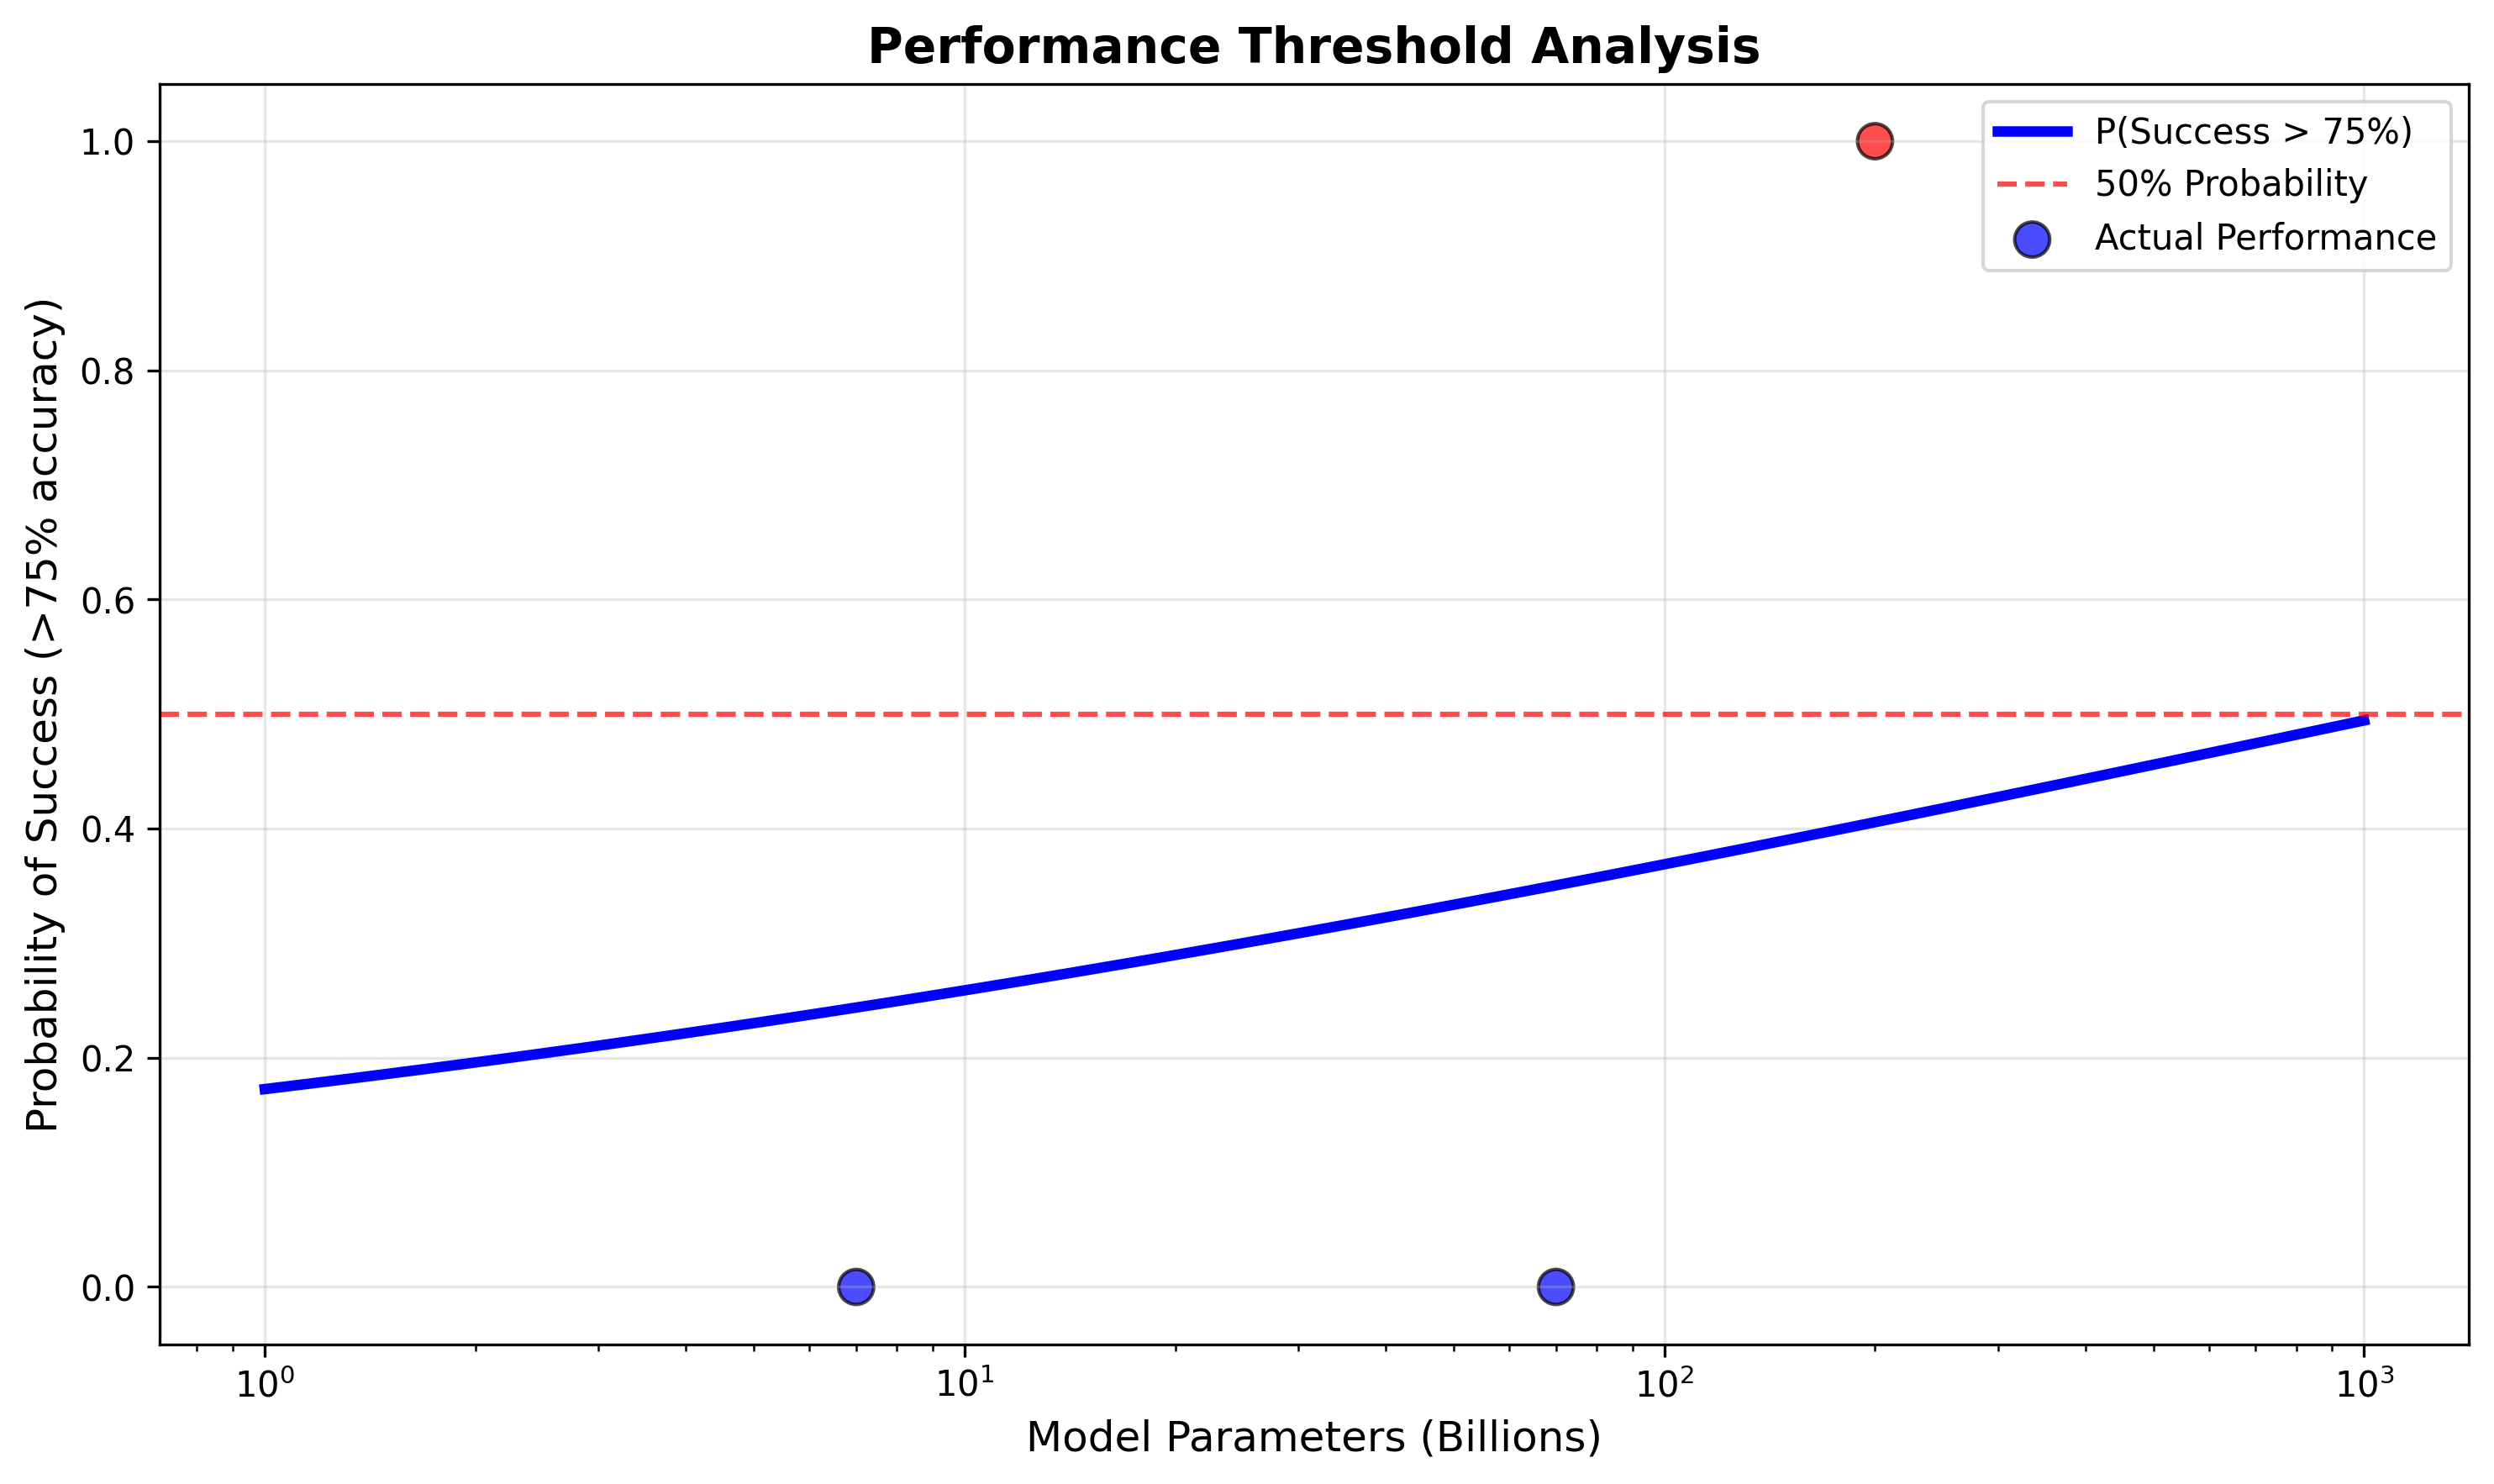 Performance Threshold Analysis
P(Success > 75%)
50% Probability
Actual Performance
Probability of Success (>75% accuracy)
1.0
0.8
0.6
0.4
0.2
0.0
10⁰
10¹
10²
10³
Model Parameters (Billions)